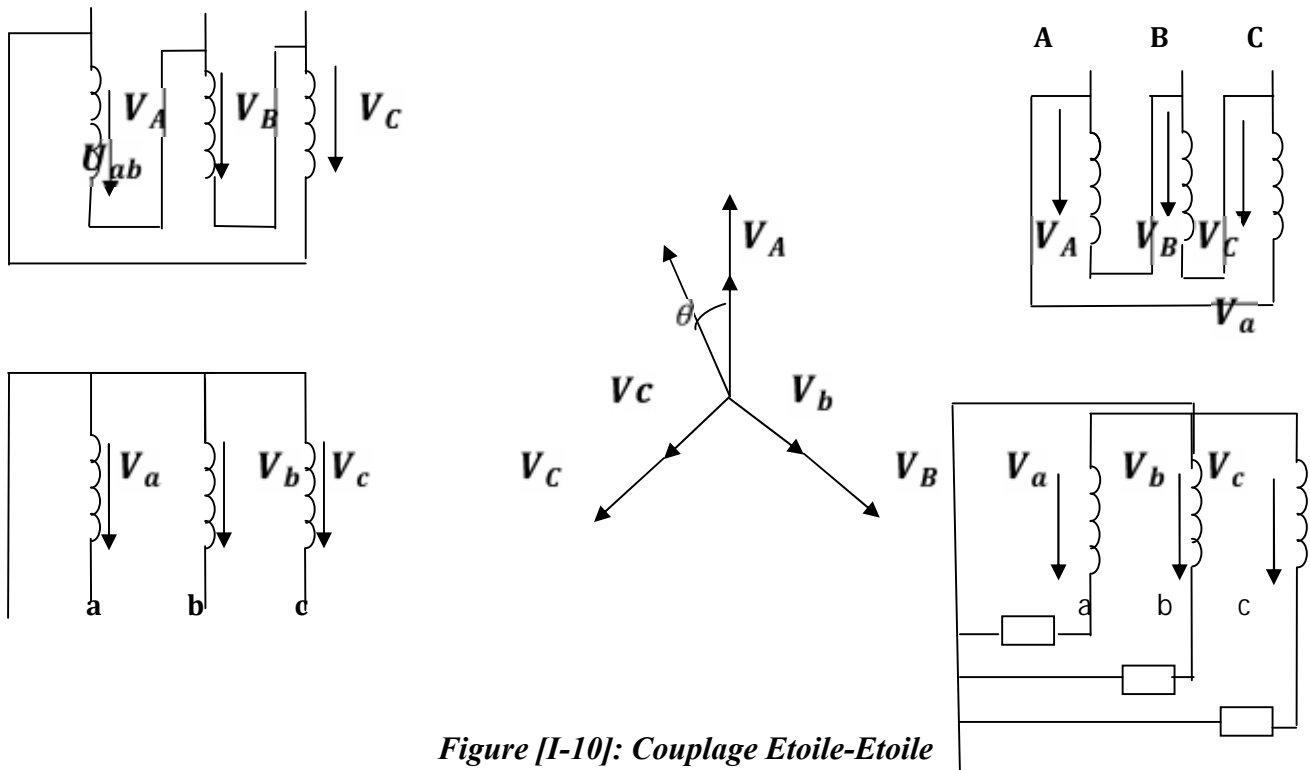 A B C
V_A V_B V_C
U_ab
V_A
θ
V_A V_B V_C
V_a
Vc V_b
V_C V_B
V_a V_b V_c
V_a V_b V_c
a b c
a b c
Figure [I-10]: Couplage Etoile-Etoile